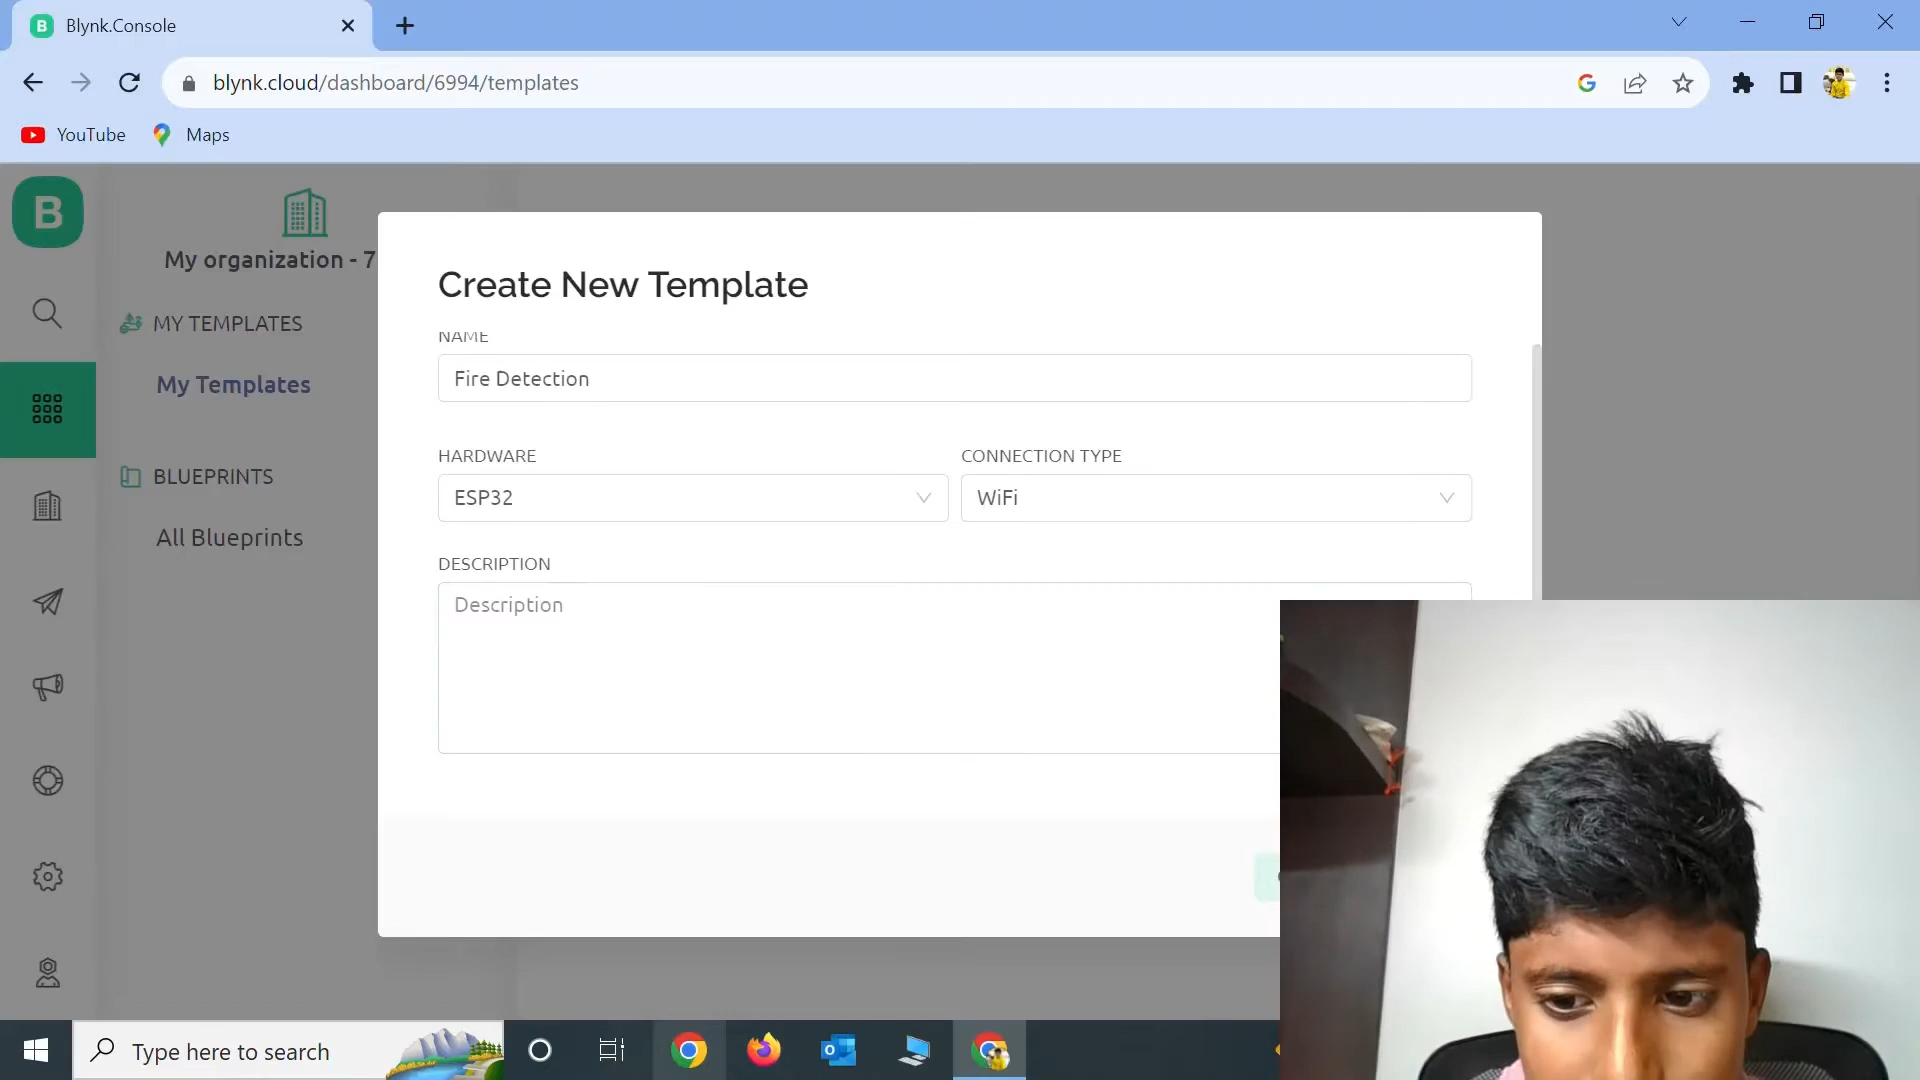 B Blynk.Console
blynk.cloud/dashboard/6994/templates
YouTube Maps
B
My organization - 7
MY TEMPLATES
My Templates
BLUEPRINTS
All Blueprints
Create New Template
NAME
Fire Detection
HARDWARE CONNECTION TYPE
ESP32 WiFi
DESCRIPTION
Description
Type here to search